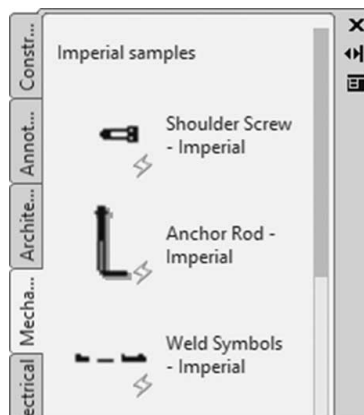 Constr...
Annot...
Archite...
Mecha...
ectrical
Imperial samples
Shoulder Screw
- Imperial
Anchor Rod -
Imperial
Weld Symbols
- Imperial